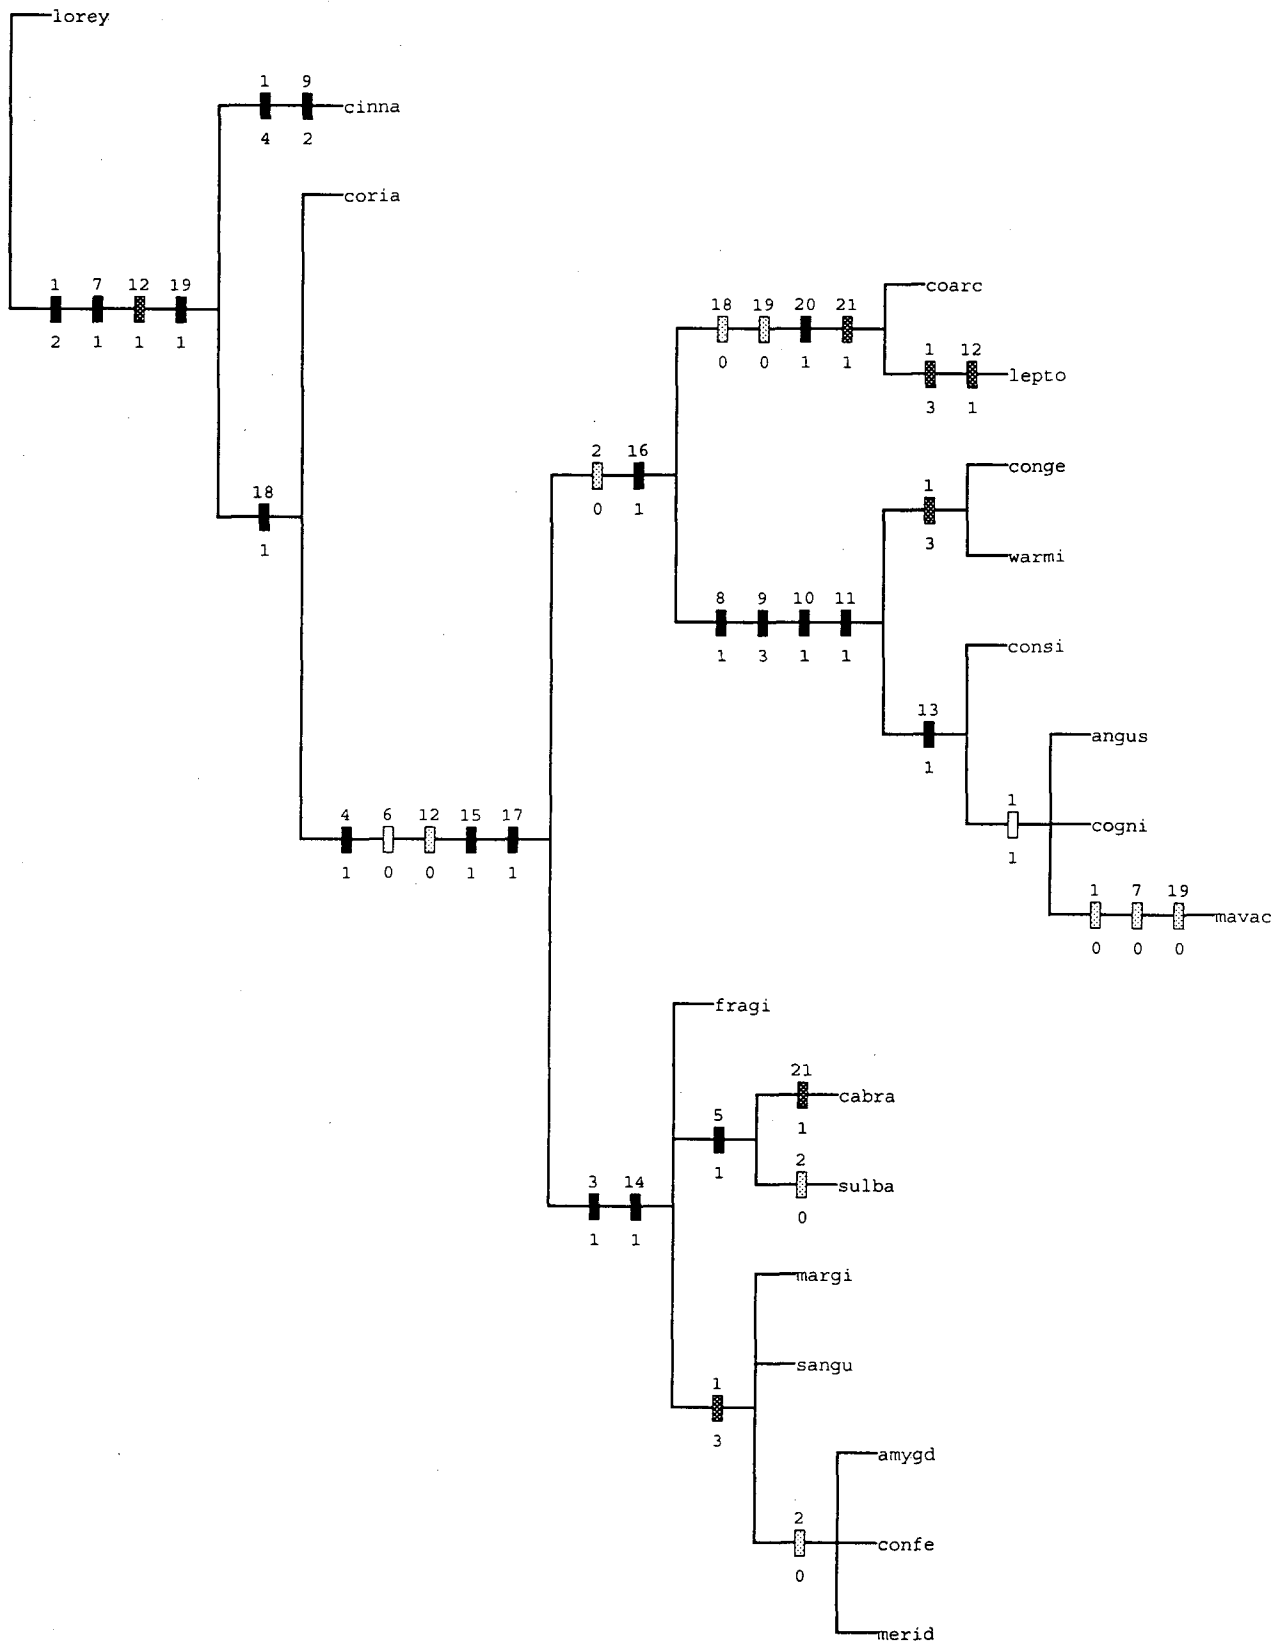 lorey
1 9
cinna
4 2
coria
1 7 12 19
2 1 1 1
18 19 20 21
coarc
0 0 1 1
1 12
lepto
3 1
2 16
0 1
conge
1
3
18
1
warmi
8 9 10 11
1 3 1 1
consi
13
1
angus
1
cogni
1
4 6 12 15 17
1 0 0 1 1
1 7 19
mavac
0 0 0
fragi
21
cabra
1
5
1
2
sulba
0
3 14
1 1
margi
sangu
1
3
amygd
2
confe
0
merid